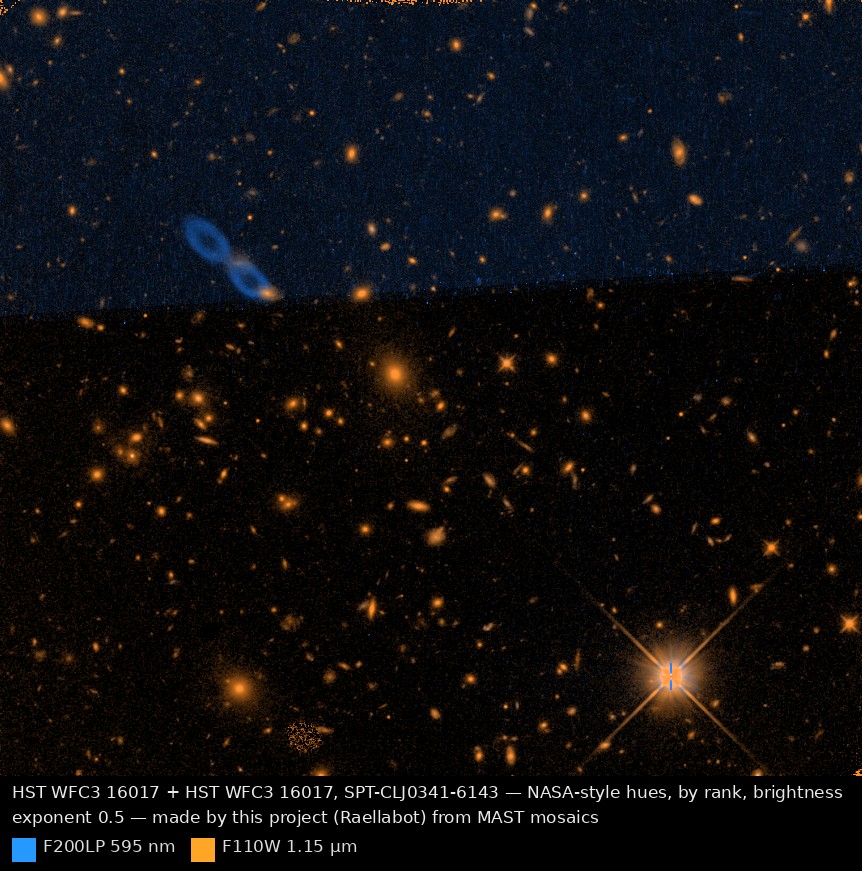 HST WFC3 16017 + HST WFC3 16017, SPT-CLJ0341-6143 — NASA-style hues, by rank, brightness
exponent 0.5 — made by this project (Raellabot) from MAST mosaics
F200LP 595 nm F110W 1.15 µm